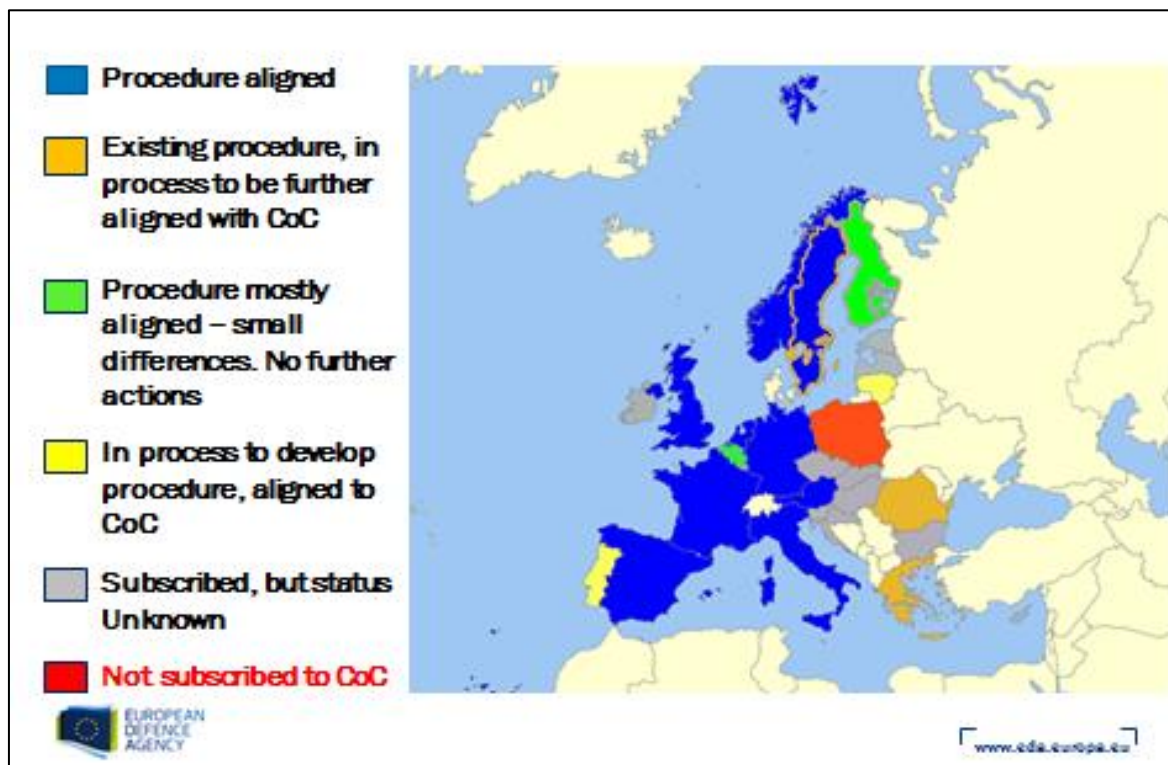 Procedure aligned
Existing procedure, in
process to be further
aligned with CoC
Procedure mostly
aligned – small
differences. No further
actions
In process to develop
procedure, aligned to
CoC
Subscribed, but status
Unknown
Not subscribed to CoC
EUROPEAN
DEFENCE
AGENCY
www.eda.europa.eu